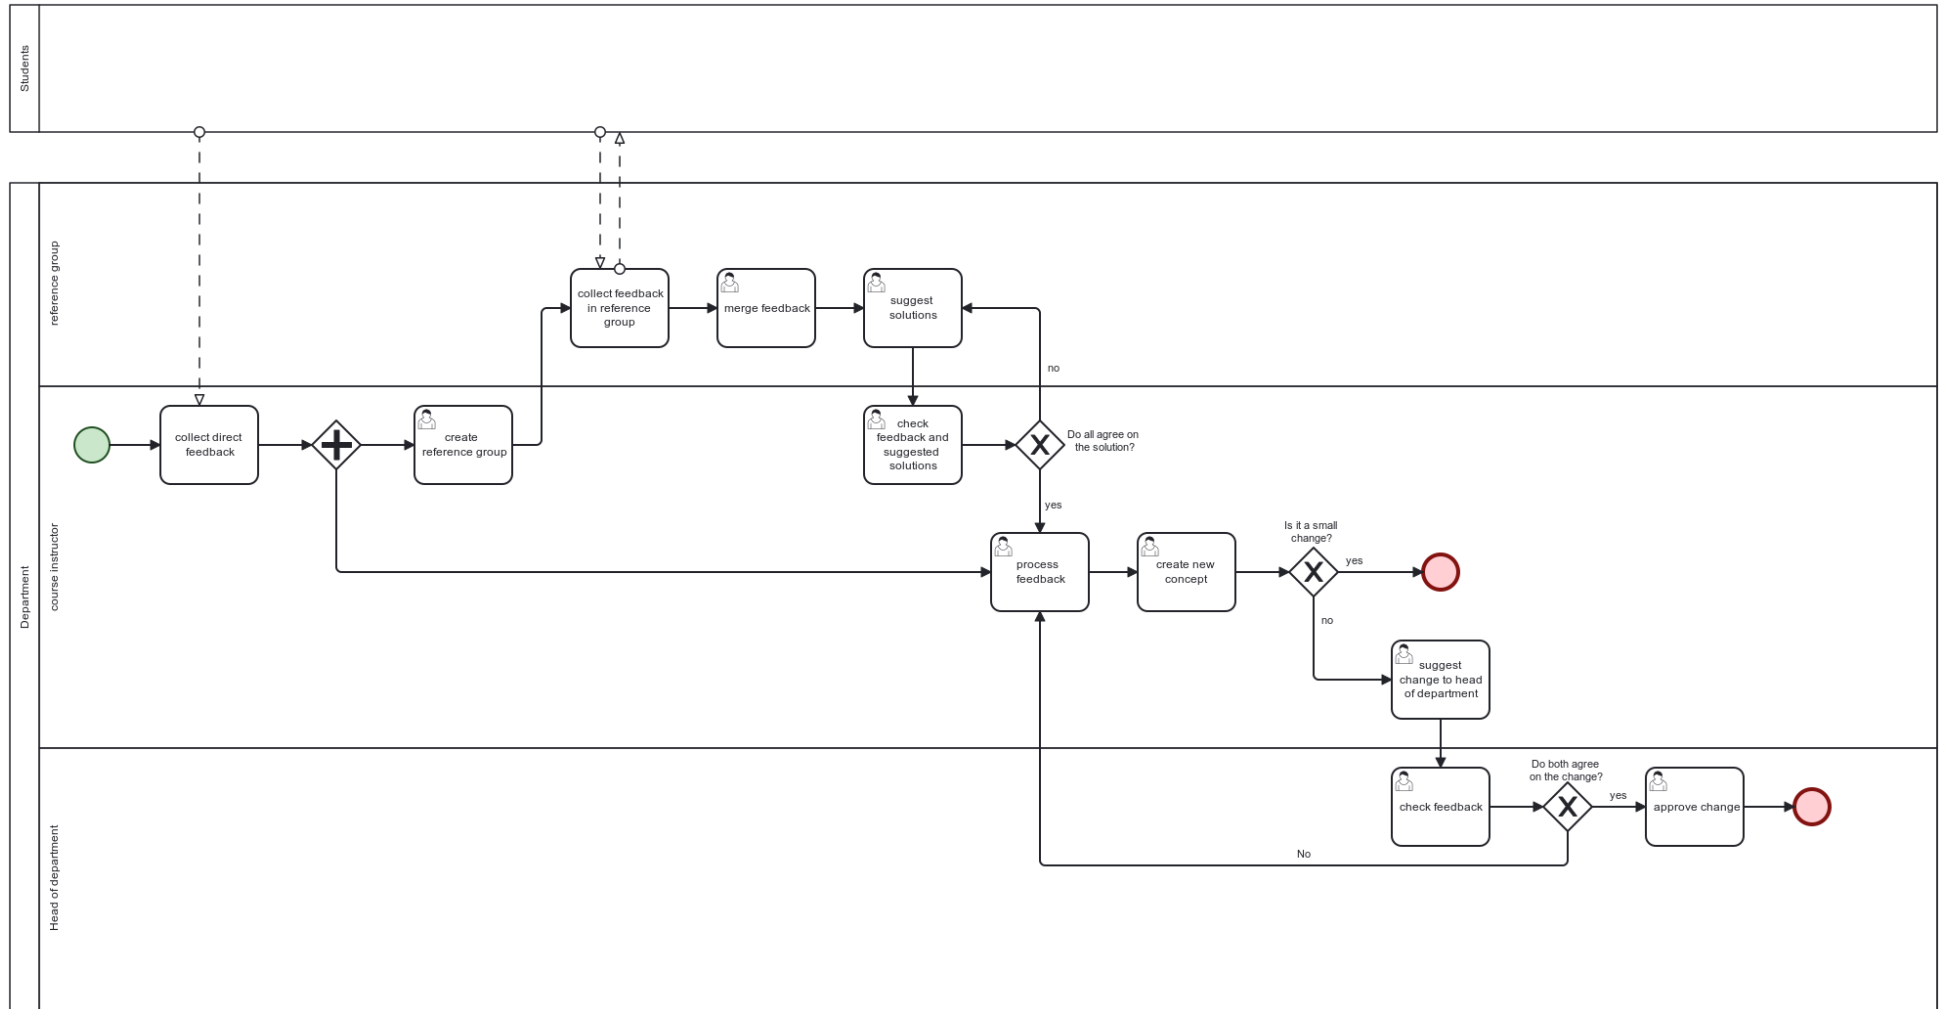 Students
Department
reference group
collect feedback
in reference
group
merge feedback
suggest
solutions
no
course instructor
collect direct
feedback
create
reference group
check
feedback and
suggested
solutions
Do all agree on
the solution?
yes
process
feedback
create new
concept
Is it a small
change?
yes
no
suggest
change to head
of department
Head of department
check feedback
Do both agree
on the change?
yes
approve change
No